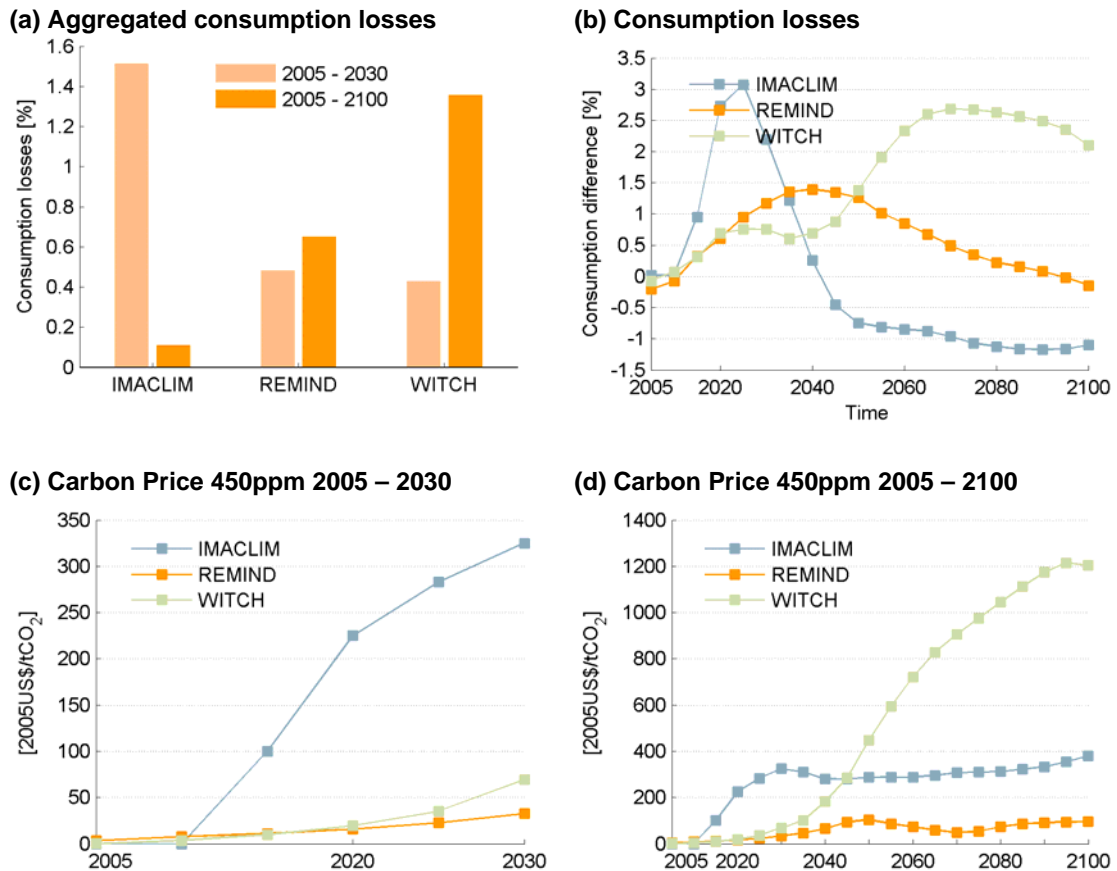 (a) Aggregated consumption losses
1.6
1.4
1.2
1
0.8
0.6
0.4
0.2
0
Consumption losses [%]
2005 - 2030
2005 - 2100
IMACLIM
REMIND
WITCH
(b) Consumption losses
3.5
3
2.5
2
1.5
1
0.5
0
-0.5
-1
-1.5
Consumption difference [%]
IMACLIM
REMIND
WITCH
2005
2020
2040
2060
2080
2100
Time
(c) Carbon Price 450ppm 2005 – 2030
350
300
250
200
150
100
50
0
[2005US$/tCO2]
IMACLIM
REMIND
WITCH
2005
2020
2030
(d) Carbon Price 450ppm 2005 – 2100
1400
1200
1000
800
600
400
200
0
[2005US$/tCO2]
IMACLIM
REMIND
WITCH
2005
2020
2040
2060
2080
2100